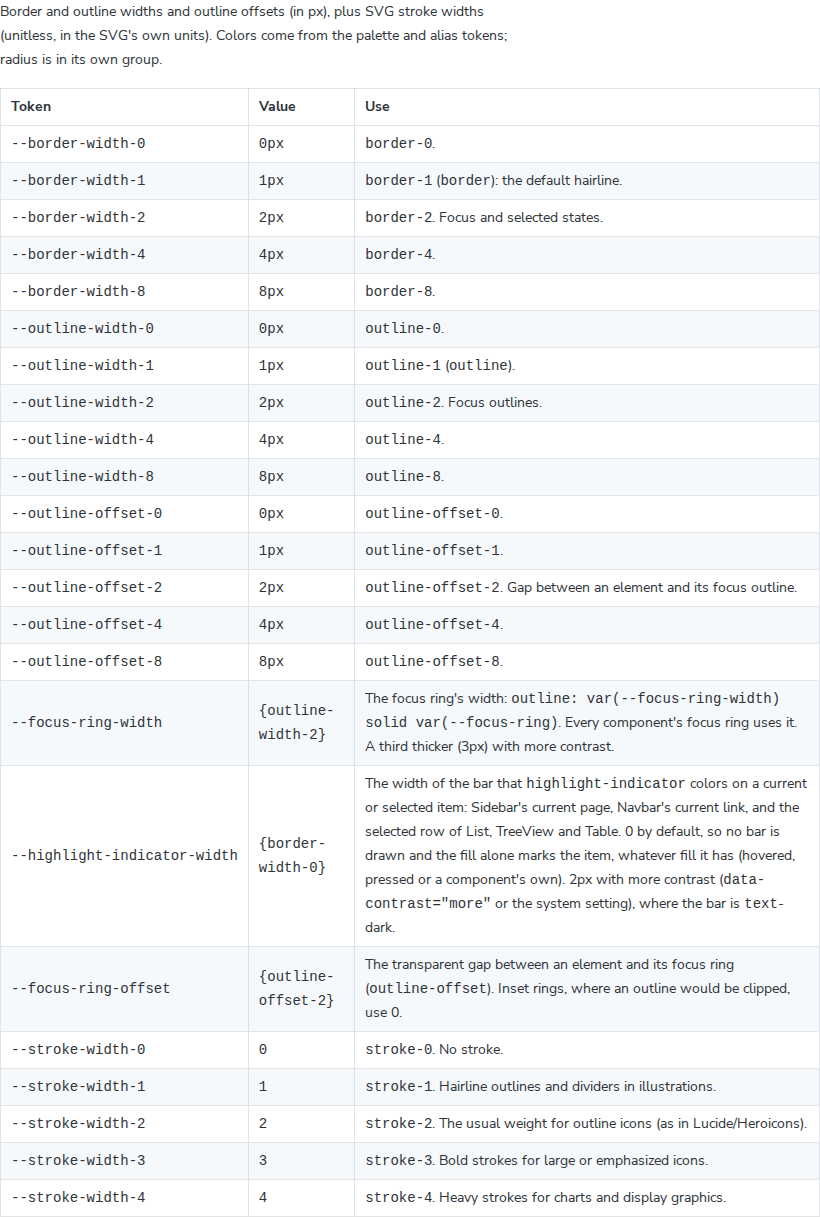 Border and outline widths and outline offsets (in px), plus SVG stroke widths
(unitless, in the SVG's own units). Colors come from the palette and alias tokens;
radius is in its own group.
Token Value Use
--border-width-0 0px border-0.
--border-width-1 1px border-1 (border): the default hairline.
--border-width-2 2px border-2. Focus and selected states.
--border-width-4 4px border-4.
--border-width-8 8px border-8.
--outline-width-0 0px outline-0.
--outline-width-1 1px outline-1 (outline).
--outline-width-2 2px outline-2. Focus outlines.
--outline-width-4 4px outline-4.
--outline-width-8 8px outline-8.
--outline-offset-0 0px outline-offset-0.
--outline-offset-1 1px outline-offset-1.
--outline-offset-2 2px outline-offset-2. Gap between an element and its focus outline.
--outline-offset-4 4px outline-offset-4.
--outline-offset-8 8px outline-offset-8.
--focus-ring-width
{outline-
width-2}
The focus ring's width: outline: var(--focus-ring-width)
solid var(--focus-ring). Every component's focus ring uses it.
A third thicker (3px) with more contrast.
--highlight-indicator-width
{border-
width-0}
The width of the bar that highlight-indicator colors on a current
or selected item: Sidebar's current page, Navbar's current link, and the
selected row of List, TreeView and Table. 0 by default, so no bar is
drawn and the fill alone marks the item, whatever fill it has (hovered,
pressed or a component's own). 2px with more contrast (data-
contrast="more" or the system setting), where the bar is text-
dark.
--focus-ring-offset
{outline-
offset-2}
The transparent gap between an element and its focus ring
(outline-offset). Inset rings, where an outline would be clipped,
use 0.
--stroke-width-0 0 stroke-0. No stroke.
--stroke-width-1 1 stroke-1. Hairline outlines and dividers in illustrations.
--stroke-width-2 2 stroke-2. The usual weight for outline icons (as in Lucide/Heroicons).
--stroke-width-3 3 stroke-3. Bold strokes for large or emphasized icons.
--stroke-width-4 4 stroke-4. Heavy strokes for charts and display graphics.